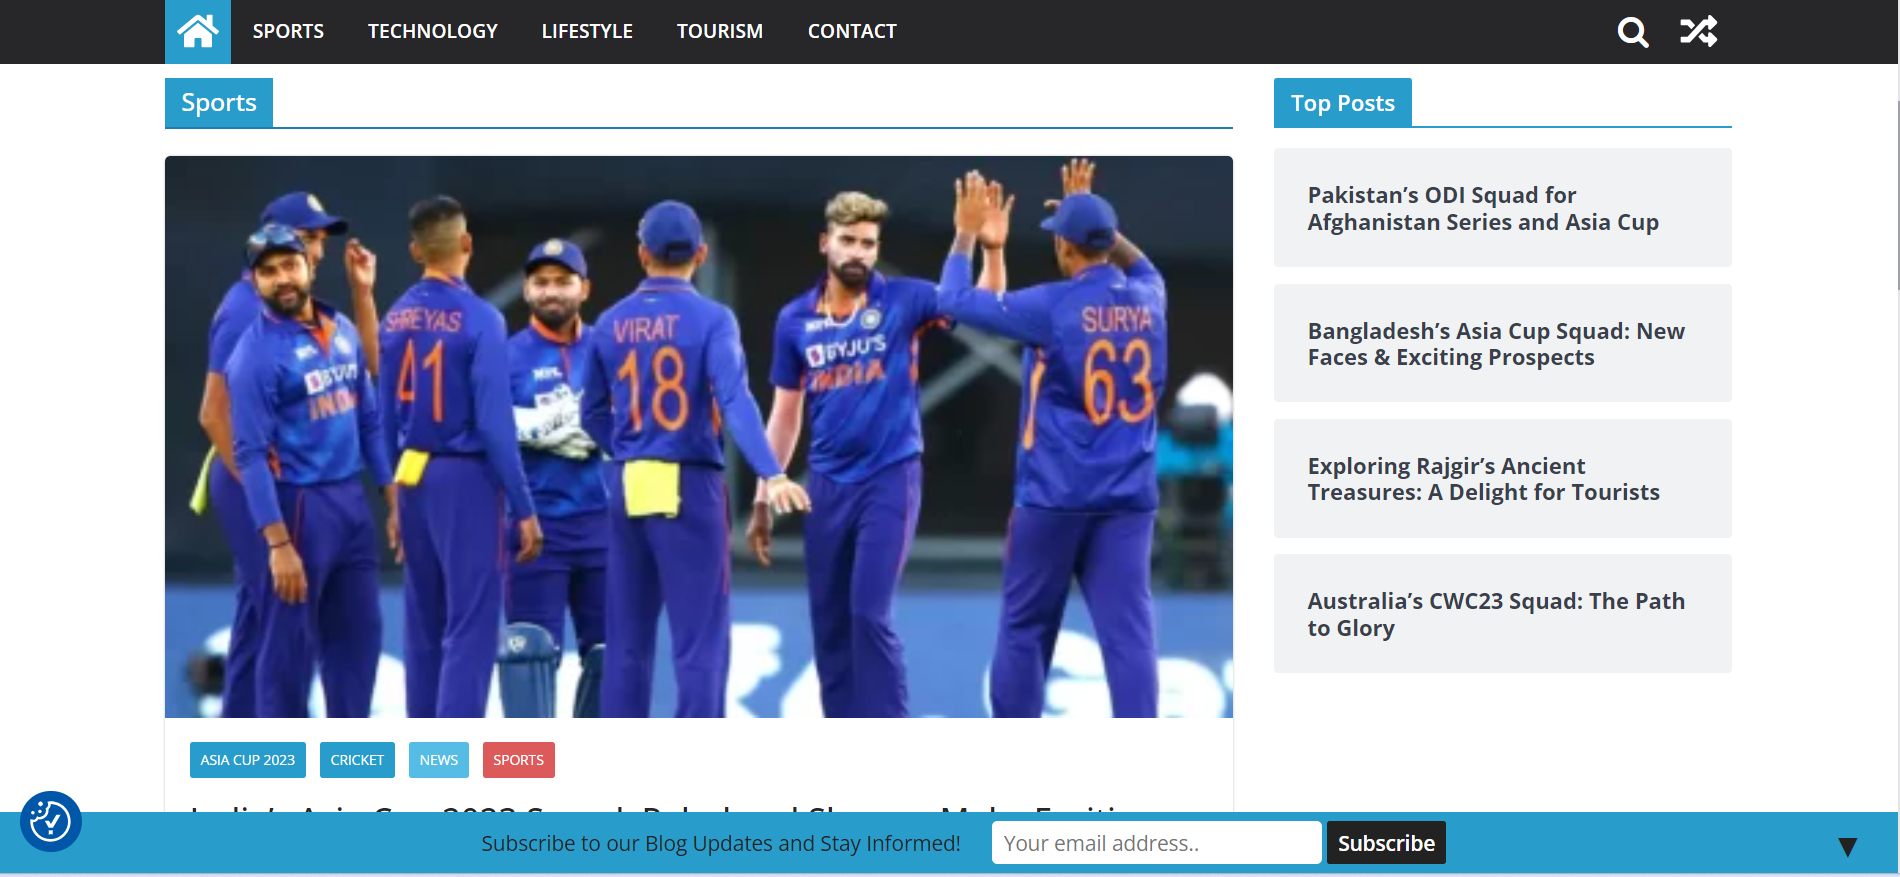 SPORTS TECHNOLOGY LIFESTYLE TOURISM CONTACT
Sports
SHREYAS
41
VIRAT
18
BYJU'S
INDIA
SURYA
63
ASIA CUP 2023 CRICKET NEWS SPORTS
Top Posts
Pakistan’s ODI Squad for
Afghanistan Series and Asia Cup
Bangladesh’s Asia Cup Squad: New
Faces & Exciting Prospects
Exploring Rajgir’s Ancient
Treasures: A Delight for Tourists
Australia’s CWC23 Squad: The Path
to Glory
Subscribe to our Blog Updates and Stay Informed! Your email address.. Subscribe